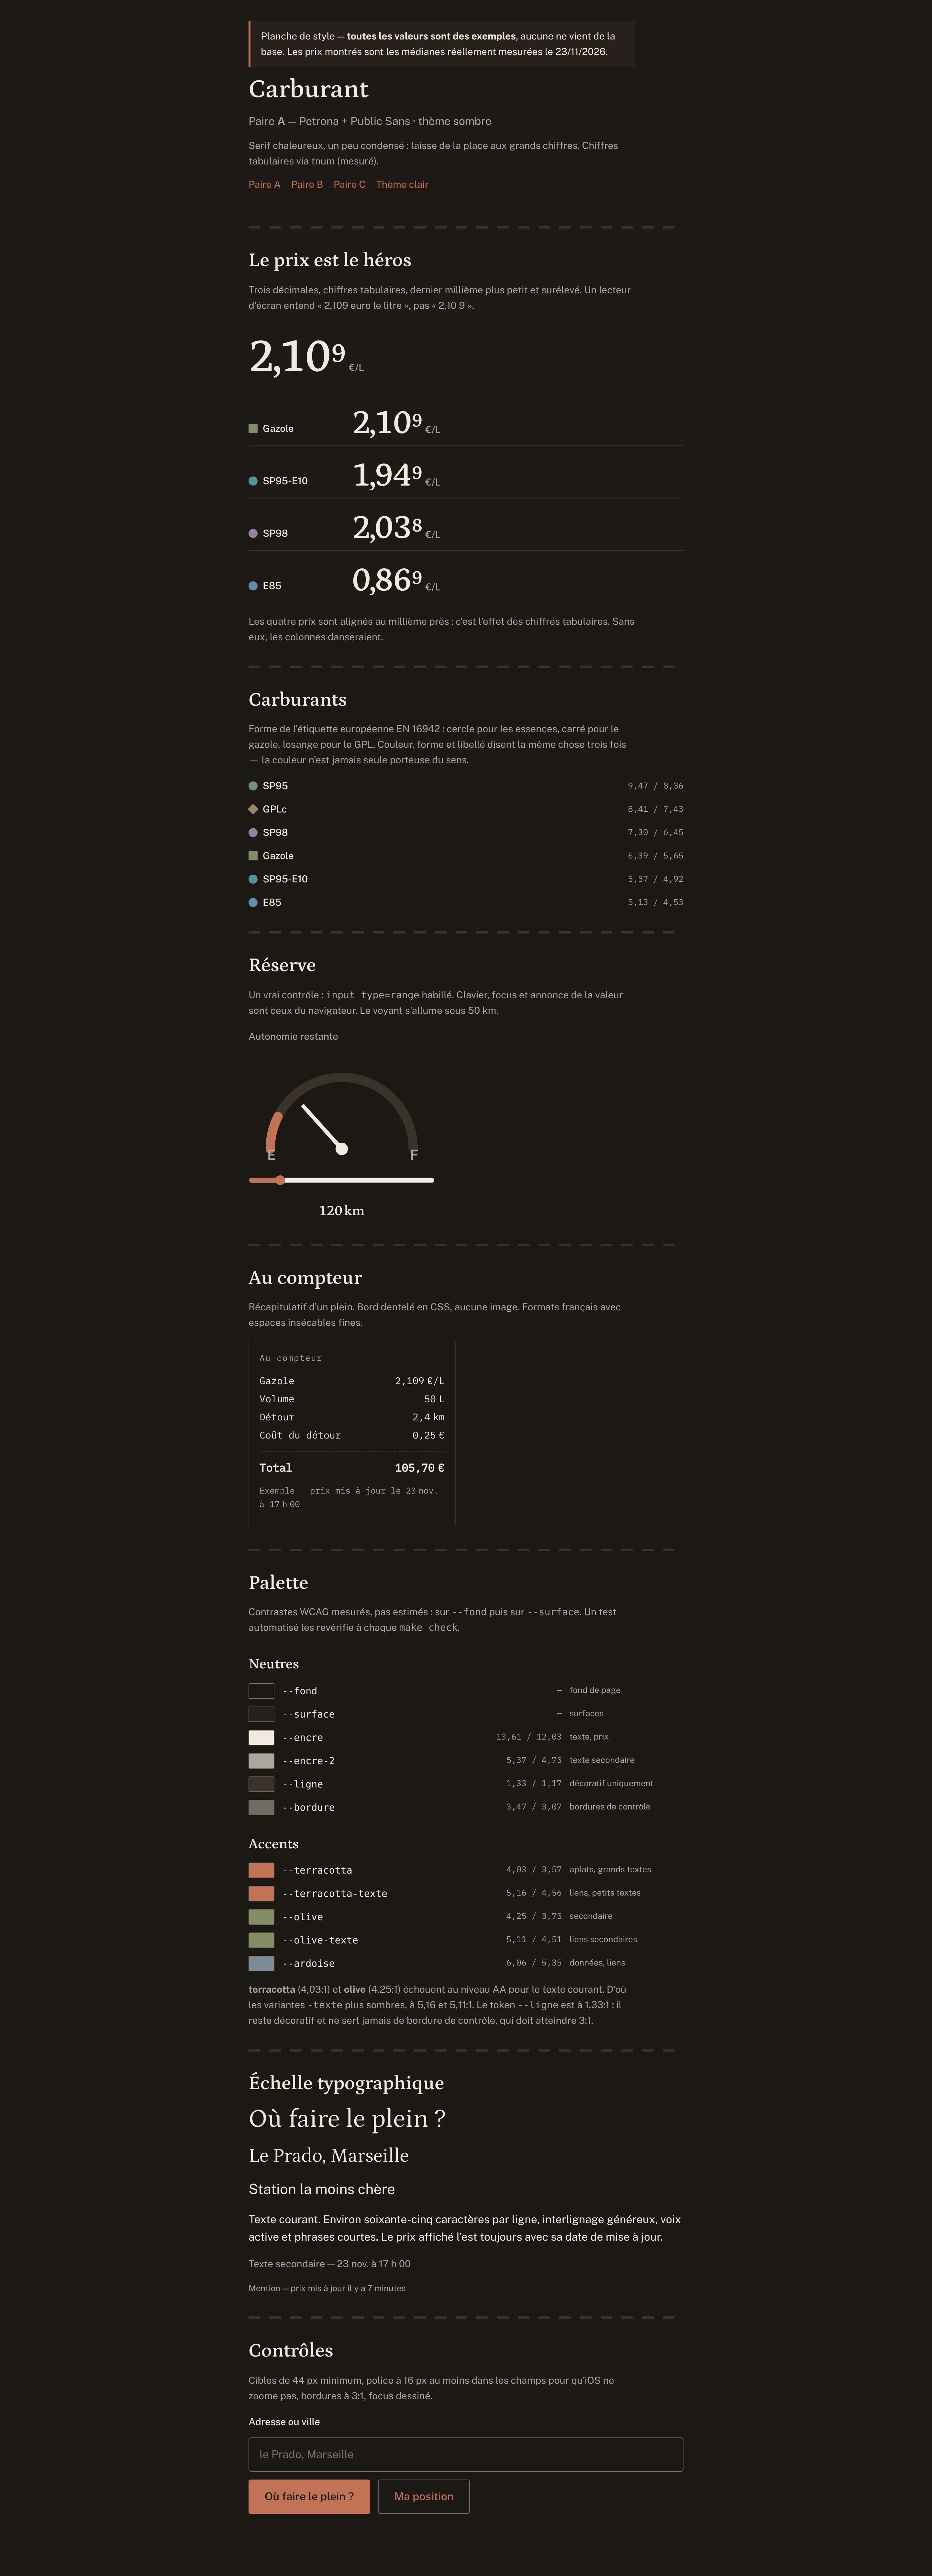 Planche de style — toutes les valeurs sont des exemples, aucune ne vient de la
base. Les prix montrés sont les médianes réellement mesurées le 23/11/2026.
Carburant
Paire A — Petrona + Public Sans · thème sombre
Serif chaleureux, un peu condensé : laisse de la place aux grands chiffres. Chiffres
tabulaires via tnum (mesuré).
Paire A Paire B Paire C Thème clair
Le prix est le héros
Trois décimales, chiffres tabulaires, dernier millième plus petit et surélevé. Un lecteur
d'écran entend « 2,109 euro le litre », pas « 2,10 9 ».
2,109 €/L
Gazole 2,109 €/L
SP95-E10 1,949 €/L
SP98 2,038 €/L
E85 0,869 €/L
Les quatre prix sont alignés au millième près : c'est l'effet des chiffres tabulaires. Sans
eux, les colonnes danseraient.
Carburants
Forme de l'étiquette européenne EN 16942 : cercle pour les essences, carré pour le
gazole, losange pour le GPL. Couleur, forme et libellé disent la même chose trois fois
— la couleur n'est jamais seule porteuse du sens.
SP95 9,47 / 8,36
GPLc 8,41 / 7,43
SP98 7,30 / 6,45
Gazole 6,39 / 5,65
SP95-E10 5,57 / 4,92
E85 5,13 / 4,53
Réserve
Un vrai contrôle : input type=range habillé. Clavier, focus et annonce de la valeur
sont ceux du navigateur. Le voyant s'allume sous 50 km.
Autonomie restante
E F
120 km
Au compteur
Récapitulatif d'un plein. Bord dentelé en CSS, aucune image. Formats français avec
espaces insécables fines.
Au compteur
Gazole 2,109 €/L
Volume 50 L
Détour 2,4 km
Coût du détour 0,25 €
Total 105,70 €
Exemple — prix mis à jour le 23 nov.
à 17 h 00
Palette
Contrastes WCAG mesurés, pas estimés : sur --fond puis sur --surface. Un test
automatisé les revérifie à chaque make check.
Neutres
--fond — fond de page
--surface — surfaces
--encre 13,61 / 12,03 texte, prix
--encre-2 5,37 / 4,75 texte secondaire
--ligne 1,33 / 1,17 décoratif uniquement
--bordure 3,47 / 3,07 bordures de contrôle
Accents
--terracotta 4,03 / 3,57 aplats, grands textes
--terracotta-texte 5,16 / 4,56 liens, petits textes
--olive 4,25 / 3,75 secondaire
--olive-texte 5,11 / 4,51 liens secondaires
--ardoise 6,06 / 5,35 données, liens
terracotta (4,03:1) et olive (4,25:1) échouent au niveau AA pour le texte courant. D'où
les variantes -texte plus sombres, à 5,16 et 5,11:1. Le token --ligne est à 1,33:1 : il
reste décoratif et ne sert jamais de bordure de contrôle, qui doit atteindre 3:1.
Échelle typographique
Où faire le plein ?
Le Prado, Marseille
Station la moins chère
Texte courant. Environ soixante-cinq caractères par ligne, interlignage généreux, voix
active et phrases courtes. Le prix affiché l'est toujours avec sa date de mise à jour.
Texte secondaire — 23 nov. à 17 h 00
Mention — prix mis à jour il y a 7 minutes
Contrôles
Cibles de 44 px minimum, police à 16 px au moins dans les champs pour qu'iOS ne
zoome pas, bordures à 3:1, focus dessiné.
Adresse ou ville
le Prado, Marseille
Où faire le plein ? Ma position